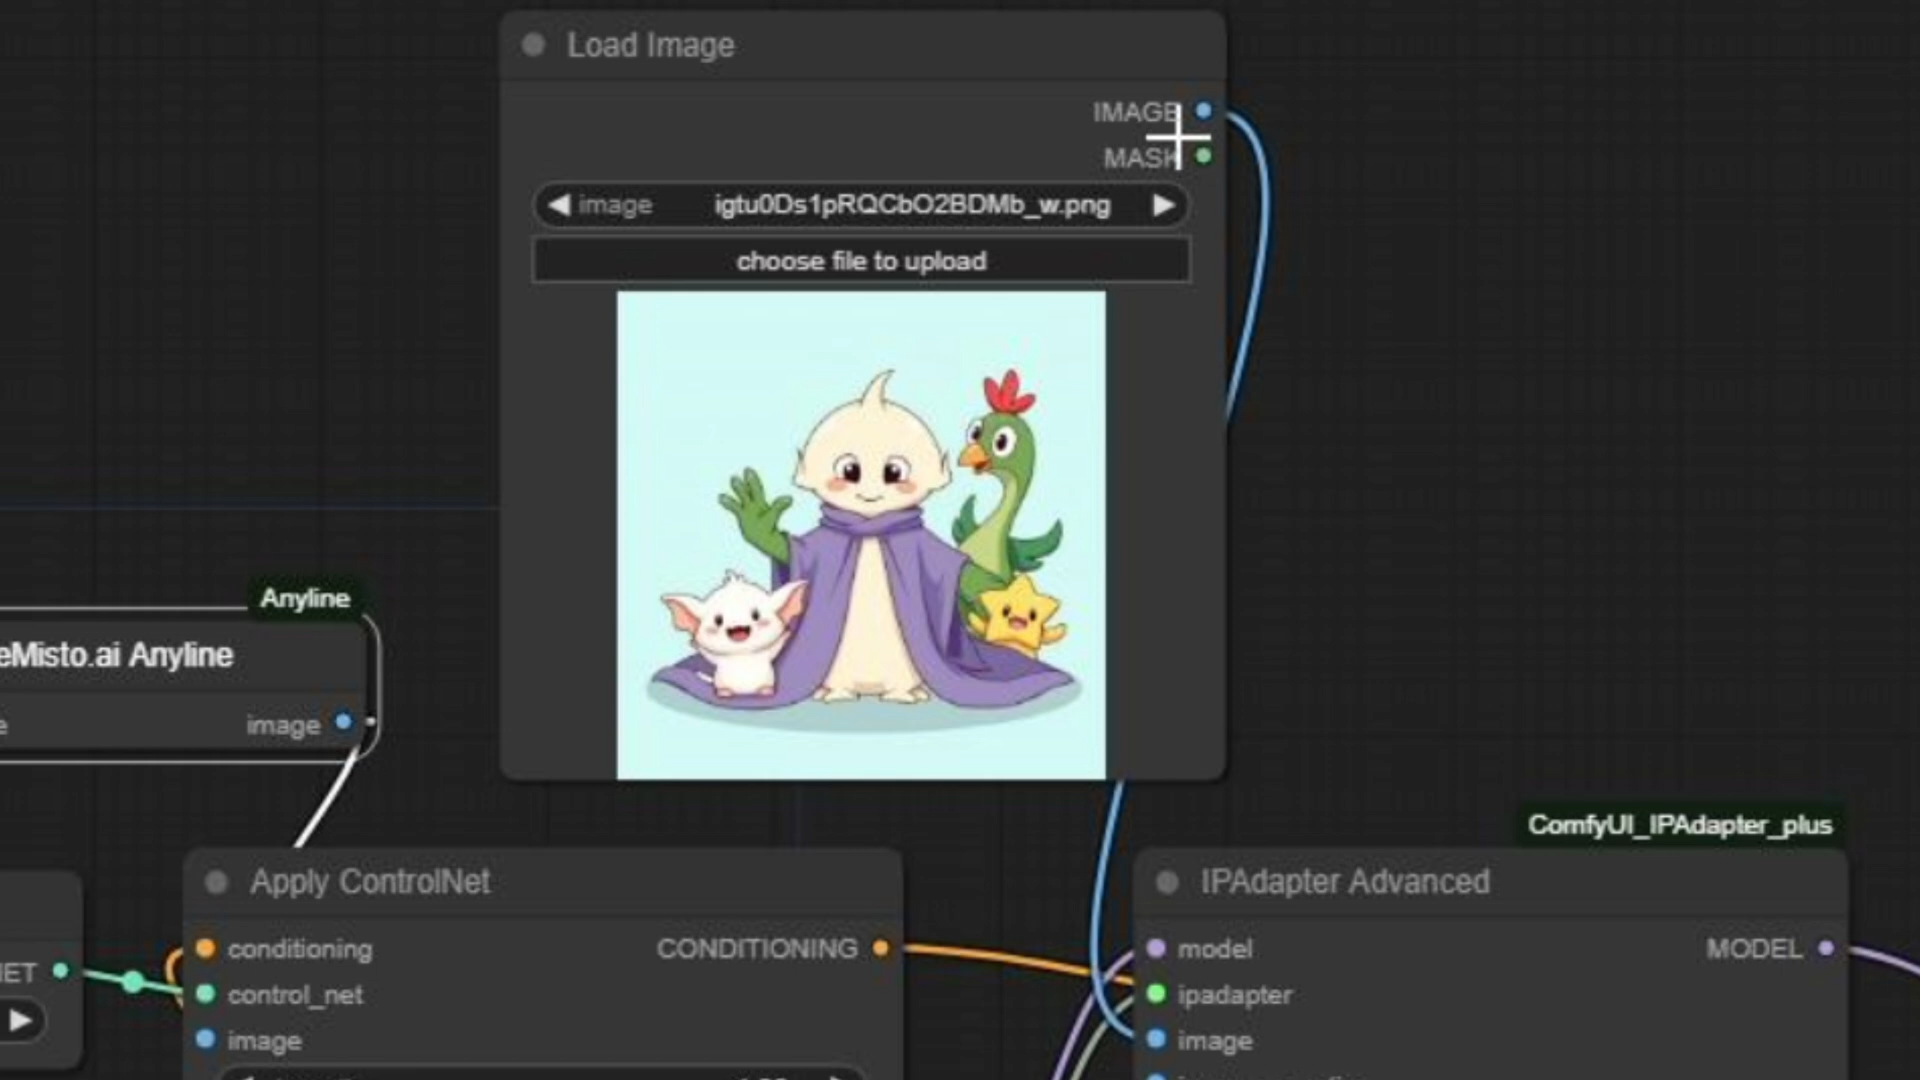 Load Image
IMAGE
MASK
image igtu0Ds1pRQCbO2BDMb_w.png
choose file to upload
Anyline
eMisto.ai Anyline
e image
ComfyUI_IPAdapter_plus
Apply ControlNet
IPAdapter Advanced
conditioning CONDITIONING
model MODEL
NET
control_net
ipadapter
image
image